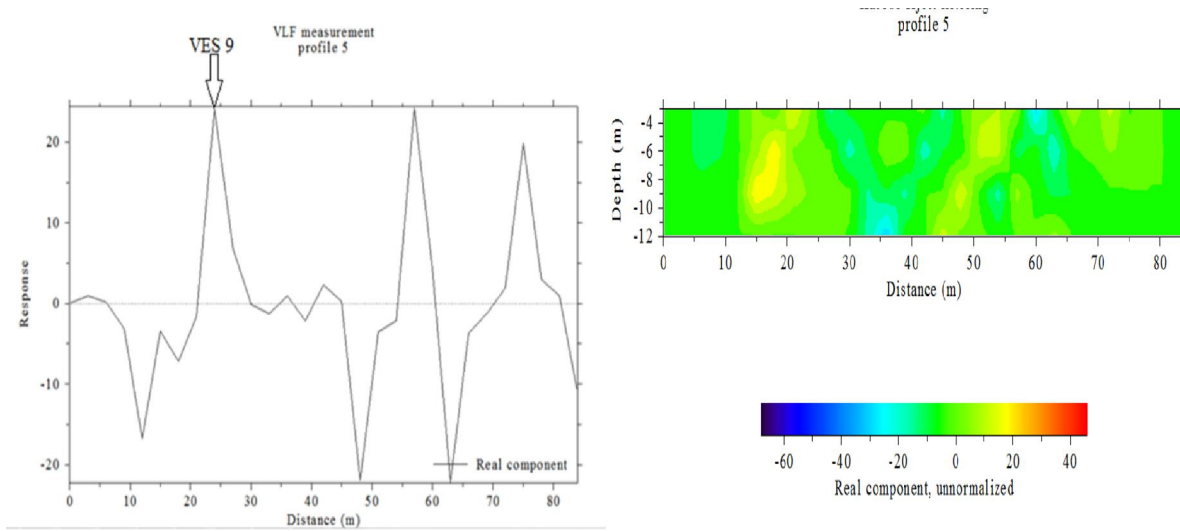 VLF measurement
profile 5
VES 9
Response
20
10
0
-10
-20
Real component
0 10 20 30 40 50 60 70 80
Distance (m)
profile 5
Depth (m)
-4
-6
-8
-10
-12
0 10 20 30 40 50 60 70 80
Distance (m)
-60 -40 -20 0 20 40
Real component, unnormalized